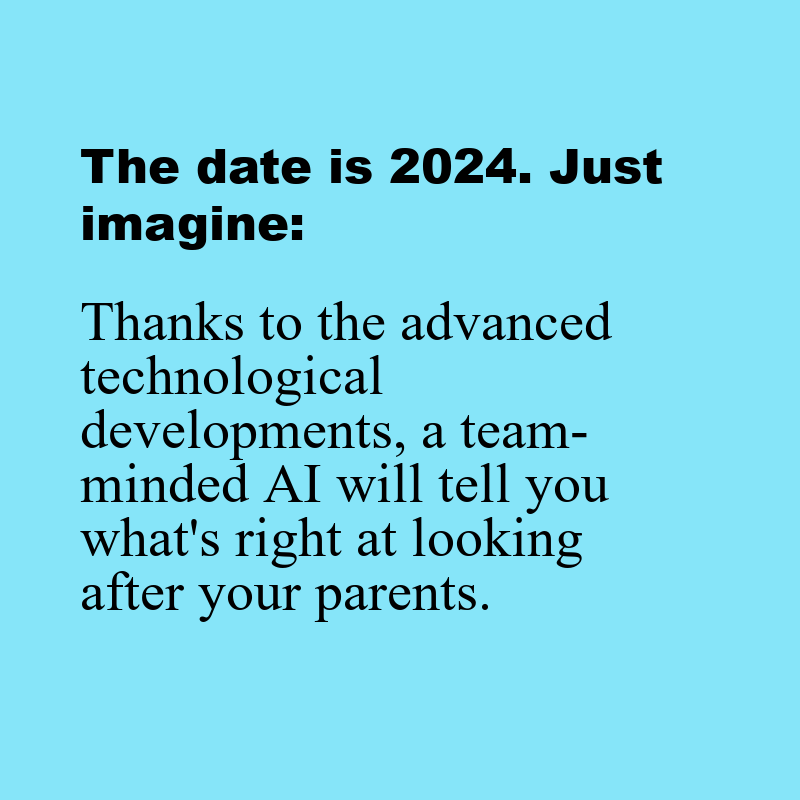 The date is 2024. Just
imagine:
Thanks to the advanced
technological
developments, a team-
minded AI will tell you
what's right at looking
after your parents.